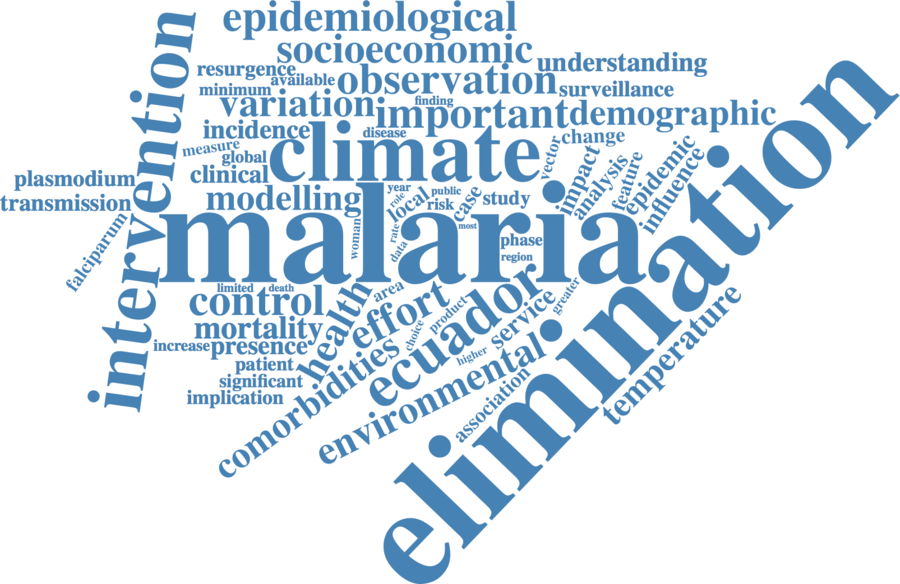 epidemiological
socioeconomic
understanding
resurgence
available
observation
surveillance
minimum
variation
finding
important
demographic
incidence
disease
climate
change
measure
global
clinical
vector
impact
analysis
feature
epidemic
influence
plasmodium
transmission
intervention
modelling
year
role
public
local
risk
case
study
most
falciparum
malaria
woman
rate
data
phase
region
elimination
limited
death
control
health
area
effort
product
choice
ecuador
greater
service
higher
mortality
increase
presence
patient
significant
implication
comorbidities
environmental
association
temperature